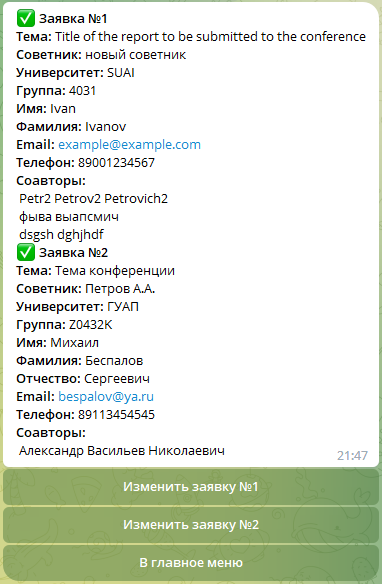 ✅ Заявка №1
Тема: Title of the report to be submitted to the conference
Советник: новый советник
Университет: SUAI
Группа: 4031
Имя: Ivan
Фамилия: Ivanov
Email: example@example.com
Телефон: 89001234567
Соавторы:
Petr2 Petrov2 Petrovich2
фыва выапсмич
dsgsh dghjhdf
✅ Заявка №2
Тема: Тема конференции
Советник: Петров А.А.
Университет: ГУАП
Группа: Z0432K
Имя: Михаил
Фамилия: Беспалов
Отчество: Сергеевич
Email: bespalov@ya.ru
Телефон: 89113454545
Соавторы:
Александр Васильев Николаевич
21:47
Изменить заявку №1
Изменить заявку №2
В главное меню